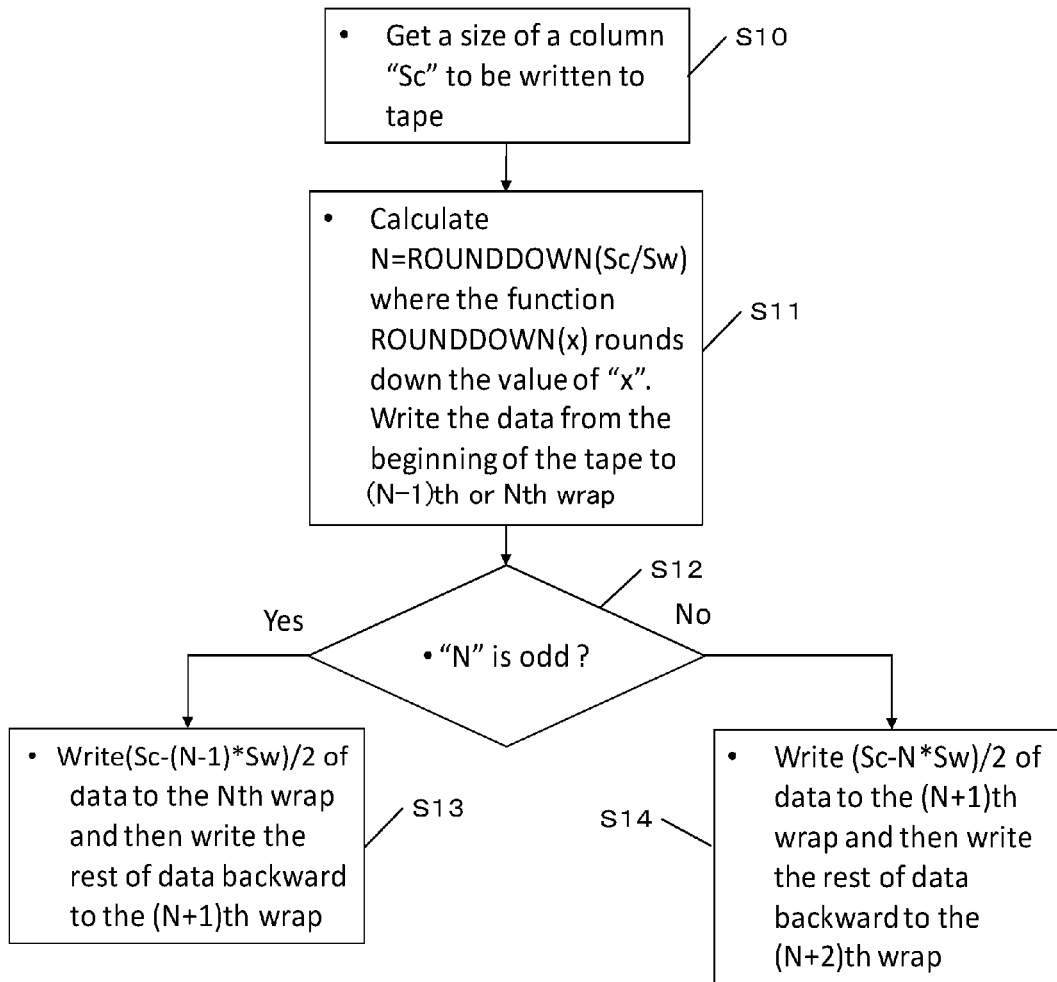 • Get a size of a column
“Sc” to be written to
tape
S10
• Calculate
N=ROUNDDOWN(Sc/Sw)
where the function
ROUNDDOWN(x) rounds
down the value of “x”.
Write the data from the
beginning of the tape to
(N-1)th or Nth wrap
S11
S12
Yes
No
• “N” is odd ?
• Write(Sc-(N-1)*Sw)/2 of
data to the Nth wrap
and then write the
rest of data backward
to the (N+1)th wrap
S13
• Write (Sc-N*Sw)/2 of
data to the (N+1)th
wrap and then write
the rest of data
backward to the
(N+2)th wrap
S14